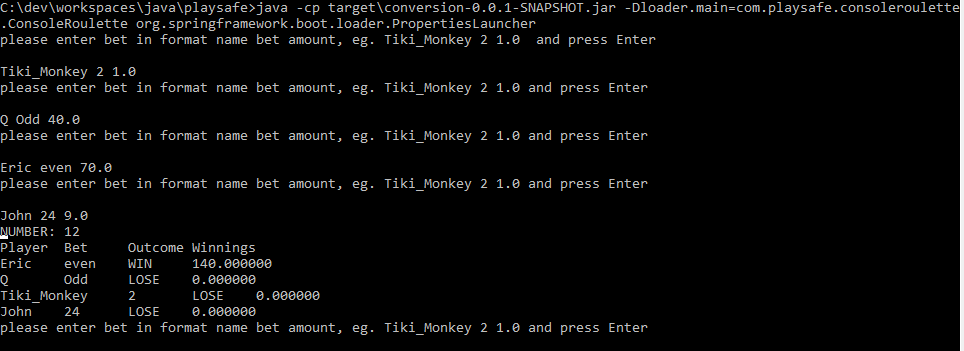 C:\dev\workspaces\java\playsafe>java -cp target\conversion-0.0.1-SNAPSHOT.jar -Dloader.main=com.playsafe.consoleroulette
.ConsoleRoulette org.springframework.boot.loader.PropertiesLauncher
please enter bet in format name bet amount, eg. Tiki_Monkey 2 1.0  and press Enter
Tiki_Monkey 2 1.0
please enter bet in format name bet amount, eg. Tiki_Monkey 2 1.0 and press Enter
Q Odd 40.0
please enter bet in format name bet amount, eg. Tiki_Monkey 2 1.0 and press Enter
Eric even 70.0
please enter bet in format name bet amount, eg. Tiki_Monkey 2 1.0 and press Enter
John 24 9.0
NUMBER: 12
Player  Bet     Outcome Winnings
Eric    even    WIN     140.000000
Q       Odd     LOSE    0.000000
Tiki_Monkey     2       LOSE    0.000000
John    24      LOSE    0.000000
please enter bet in format name bet amount, eg. Tiki_Monkey 2 1.0 and press Enter